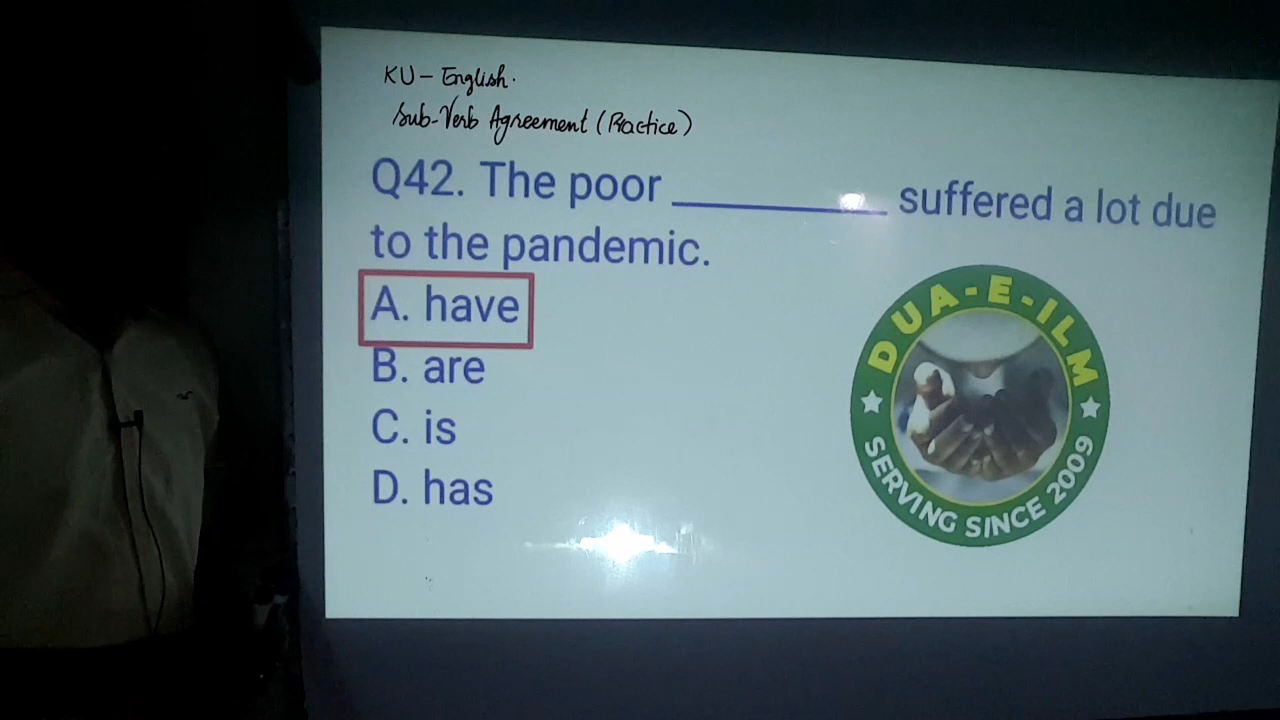 KU - English.
Sub-Verb Agreement (Practice)
Q42. The poor __________ suffered a lot due
to the pandemic.
A. have
B. are
C. is
D. has
DUA-E-ILM
SERVING SINCE 2009